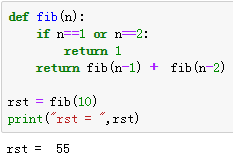 def fib(n):
    if n==1 or n==2:
        return 1
    return fib(n-1) + fib(n-2)

rst = fib(10)
print("rst = ",rst)
rst =  55